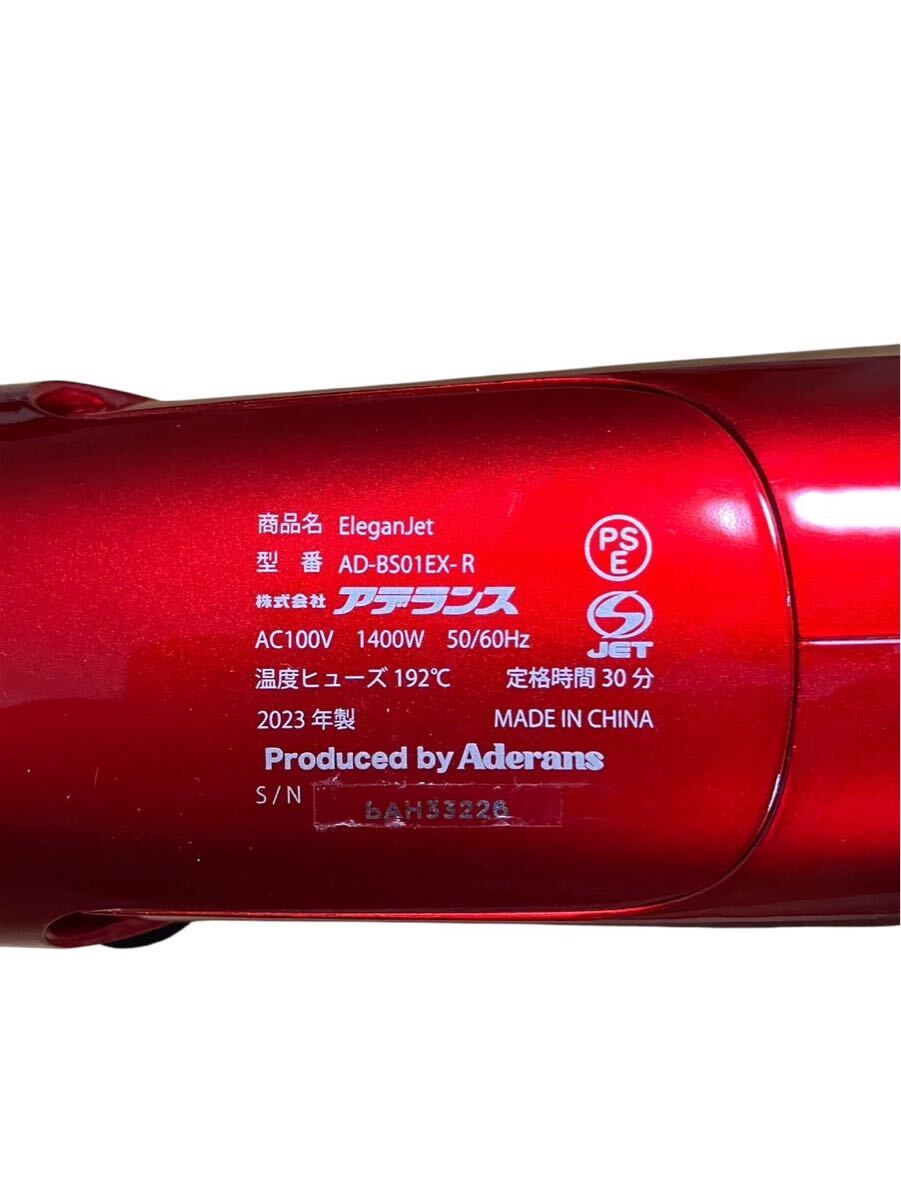 商品名 EleganJet
型 番 AD-BS01EX-R
株式会社 アデランス
AC100V 1400W 50/60Hz
温度ヒューズ 192℃ 定格時間 30 分
2023 年製 MADE IN CHINA
Produced by Aderans
S/N
PSE
JET